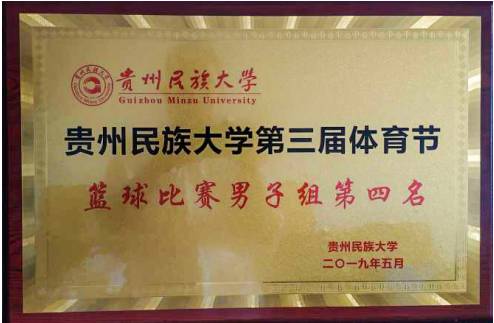 贵州民族大学
Guizhou Minzu University
贵州民族大学第三届体育节
篮球比赛男子组第四名
贵州民族大学
二〇一九年五月